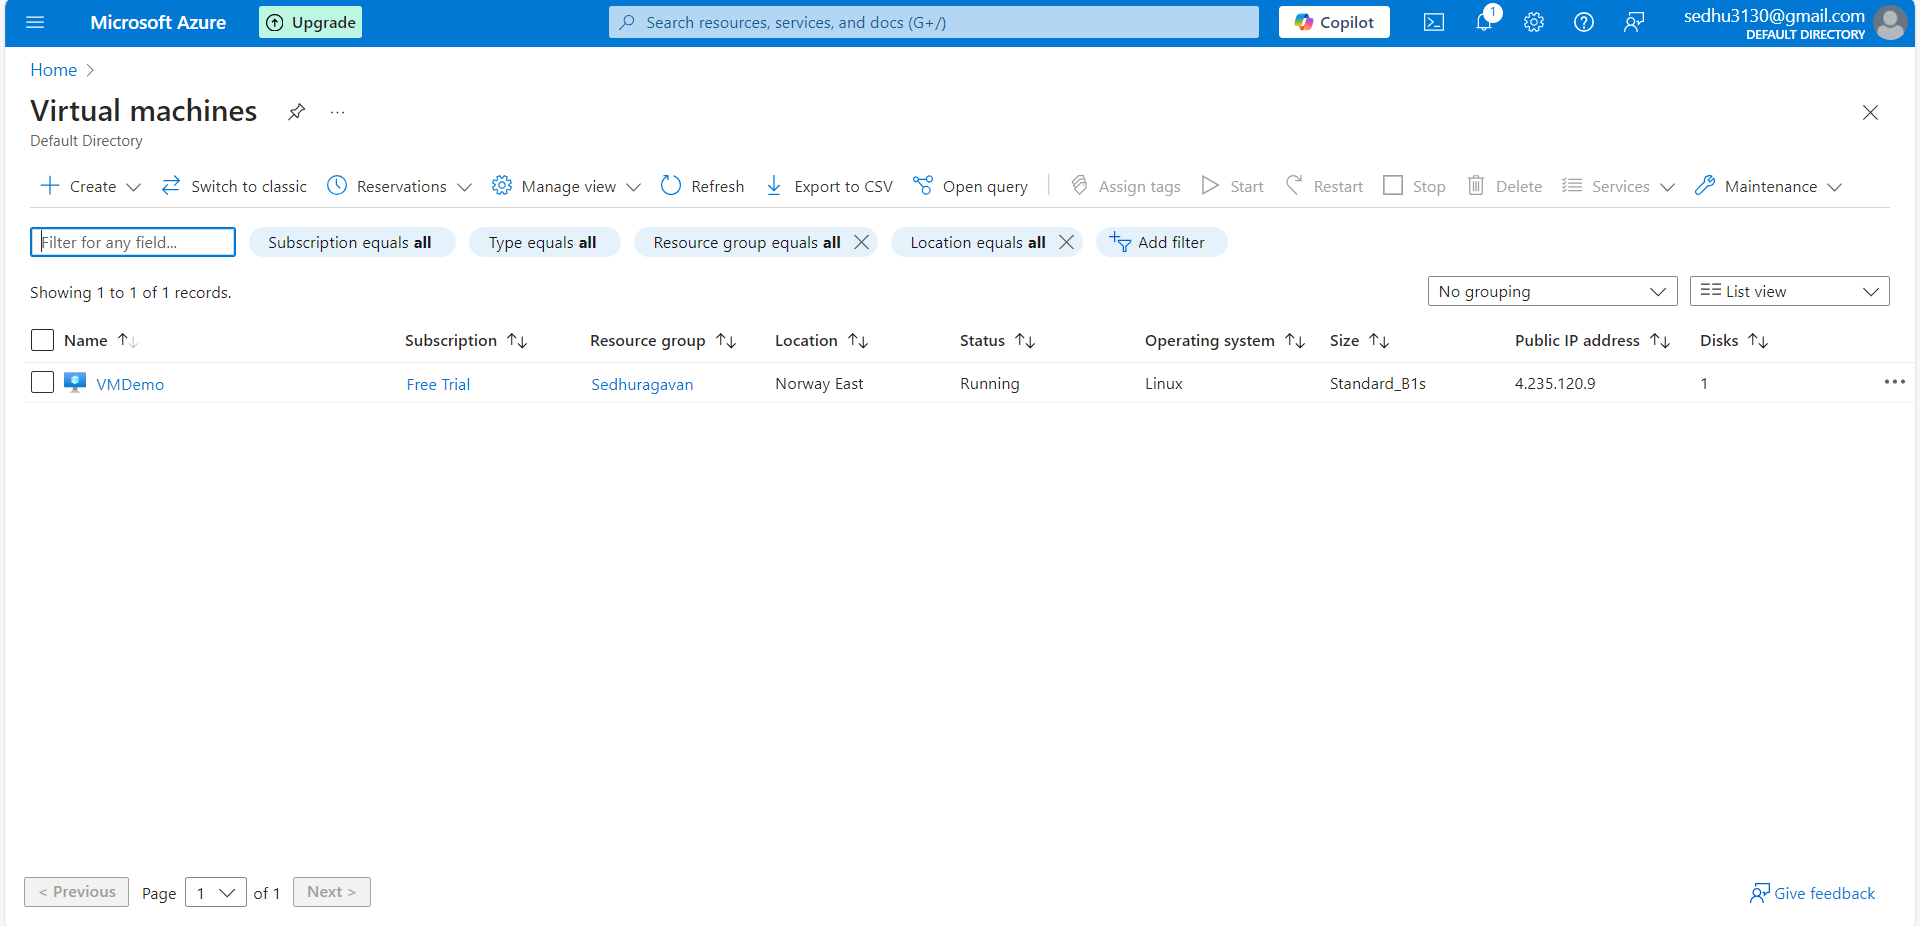 Microsoft Azure Upgrade Search resources, services, and docs (G+/) Copilot 1 sedhu3130@gmail.com
DEFAULT DIRECTORY
Home
Virtual machines ...
Default Directory
Create Switch to classic Reservations Manage view Refresh Export to CSV Open query Assign tags Start Restart Stop Delete Services Maintenance
Filter for any field... Subscription equals all Type equals all Resource group equals all Location equals all Add filter
Showing 1 to 1 of 1 records. No grouping List view
Name Subscription Resource group Location Status Operating system Size Public IP address Disks
VMDemo Free Trial Sedhuragavan Norway East Running Linux Standard_B1s 4.235.120.9 1
< Previous Page 1 of 1 Next > Give feedback